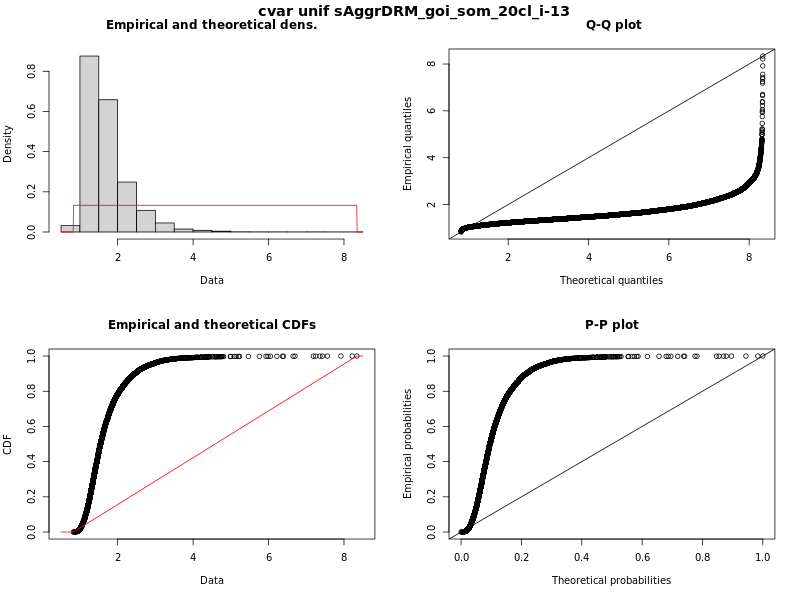 cvar unif sAggrDRM_goi_som_20cl_i-13
Empirical and theoretical dens.
Density
0.0 0.2 0.4 0.6 0.8
2 4 6 8
Data
Q-Q plot
Empirical quantiles
2 4 6 8
2 4 6 8
Theoretical quantiles
Empirical and theoretical CDFs
CDF
0.0 0.2 0.4 0.6 0.8 1.0
2 4 6 8
Data
P-P plot
Empirical probabilities
0.0 0.2 0.4 0.6 0.8 1.0
0.0 0.2 0.4 0.6 0.8 1.0
Theoretical probabilities